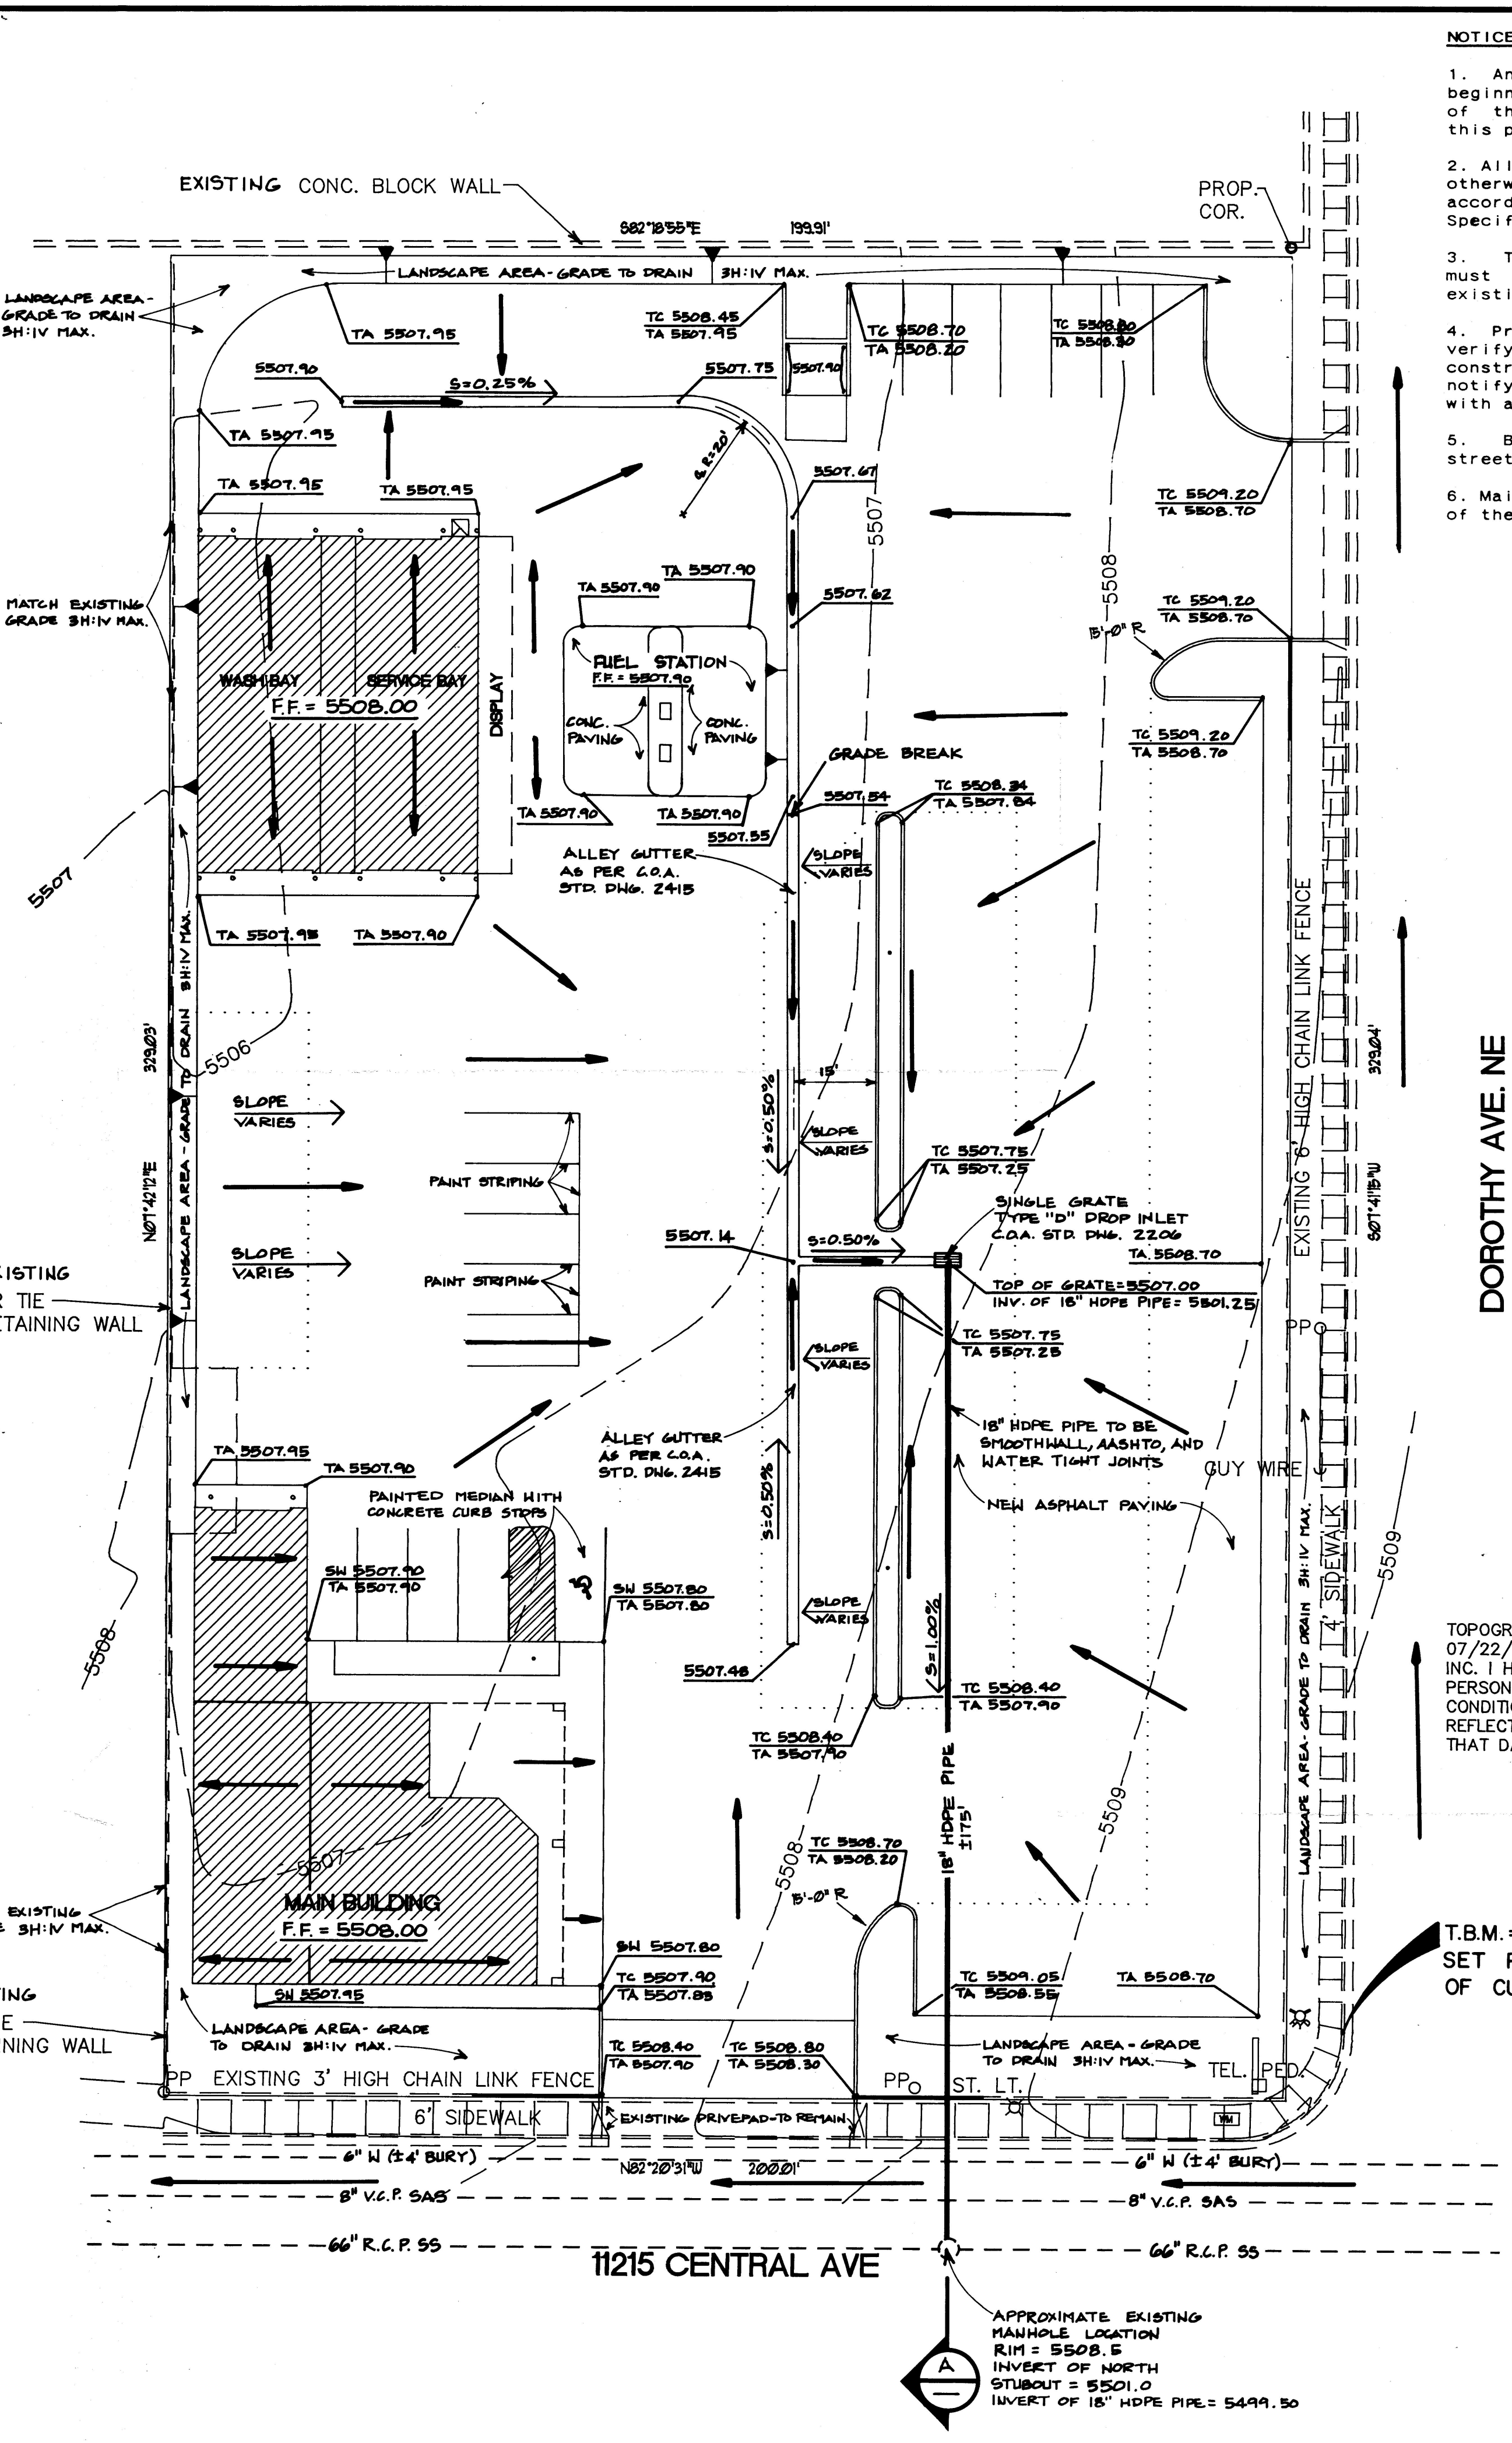 NOTICE
1. An
beginn
of th
this p
2. All
otherw
accord
Specif
3. T
must
existi
4. Pr
verify
constr
notify
with a
5. B
street
6. Mai
of the
EXISTING CONC. BLOCK WALL
PROP.
COR.
S82°18'55"E 199.91'
LANDSCAPE AREA-GRADE TO DRAIN 3H:1V MAX.
LANDSCAPE AREA-
GRADE TO DRAIN
3H:1V MAX.
TA 5507.95
TC 5508.45
TA 5507.95
TC 5508.70
TA 5508.20
TC 5508.80
TA 5508.30
5507.90
S=0.25%
5507.75
5507.90
TA 5507.95
TA 5507.95
TA 5507.95
R=20'
5507.67
5507
TC 5509.20
TA 5508.70
5508
MATCH EXISTING
GRADE 3H:1V MAX.
TA 5507.90
TA 5507.90
5507.62
TC 5509.20
TA 5508.70
15'-0" R
WASH BAY
SERVICE BAY
F.F. = 5508.00
DISPLAY
FUEL STATION
F.F. = 5507.90
CONC.
PAVING
CONC.
PAVING
TC 5509.20
TA 5508.70
GRADE BREAK
5507.54
TC 5508.34
TA 5507.84
TA 5507.90
TA 5507.90
5507.55
5507
ALLEY GUTTER
AS PER C.O.A.
STD. DWG. 2415
SLOPE
VARIES
TA 5507.95
TA 5507.90
LANDSCAPE AREA-GRADE TO DRAIN 3H:1V MAX.
EXISTING 6' HIGH CHAIN LINK FENCE
329.03'
N07°42'12"E
5506
SLOPE
VARIES
15'
S=0.50%
SLOPE
VARIES
329.04'
S07°41'15"W
DOROTHY AVE. NE
PAINT STRIPING
TC 5507.75
TA 5507.25
SINGLE GRATE
TYPE "D" DROP INLET
C.O.A. STD. DWG. 2206
5507.14
S=0.50%
TA 5508.70
SLOPE
VARIES
PAINT STRIPING
TOP OF GRATE=5507.00
INV. OF 18" HDPE PIPE= 5501.25
XISTING
R TIE
ETAINING WALL
PP
TC 5507.75
TA 5507.25
SLOPE
VARIES
18" HDPE PIPE TO BE
SMOOTHWALL, AASHTO, AND
WATER TIGHT JOINTS
GUY WIRE
TA 5507.95
TA 5507.90
ALLEY GUTTER
AS PER C.O.A.
STD. DWG. 2415
PAINTED MEDIAN WITH
CONCRETE CURB STOPS
NEW ASPHALT PAVING
S=0.50%
LANDSCAPE AREA-GRADE TO DRAIN 3H:1V MAX.
4' SIDEWALK
5509
SW 5507.90
TA 5507.90
SW 5507.80
TA 5507.80
SLOPE
VARIES
5508
S=1.00%
5507.48
TC 5508.40
TA 5507.90
TC 5508.40
TA 5507.90
TOPOGR
07/22/
INC. I H
PERSON
CONDITIO
REFLECT
THAT DA
18" HDPE PIPE
±175'
5509
5508
TC 5508.70
TA 5508.20
15'-0" R
5507
MAIN BUILDING
F.F. = 5508.00
EXISTING
E 3H:1V MAX.
T.B.M.=
SET R
OF CU
SW 5507.80
TC 5507.90
TA 5507.83
SW 5507.95
TC 5509.05
TA 5508.55
TA 5508.70
TING
E
INING WALL
LANDSCAPE AREA-GRADE
TO DRAIN 3H:1V MAX.
TC 5508.40
TA 5507.90
TC 5508.80
TA 5508.30
LANDSCAPE AREA-GRADE
TO DRAIN 3H:1V MAX.
PP EXISTING 3' HIGH CHAIN LINK FENCE
PP
ST. LT.
TEL. PED.
6' SIDEWALK
EXISTING DRIVEPAD-TO REMAIN
WM
6" W (±4' BURY)
N82°20'31"W 200.01'
6" W (±4' BURY)
8" V.C.P. SAS
8" V.C.P. SAS
66" R.C.P. SS
66" R.C.P. SS
11215 CENTRAL AVE
APPROXIMATE EXISTING
MANHOLE LOCATION
RIM = 5508.5
INVERT OF NORTH
STUBOUT = 5501.0
INVERT OF 18" HDPE PIPE= 5499.50
A